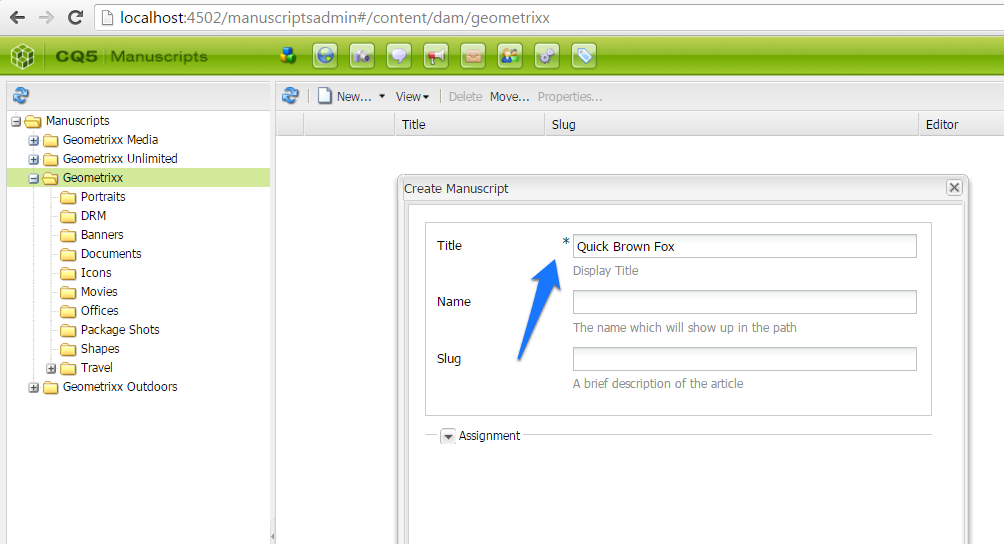 localhost:4502/manuscriptsadmin#/content/dam/geometrixx
CQ5 Manuscripts
New... View Delete Move... Properties...
Title Slug Editor
Manuscripts
Geometrixx Media
Geometrixx Unlimited
Geometrixx
Portraits
DRM
Banners
Documents
Icons
Movies
Offices
Package Shots
Shapes
Travel
Geometrixx Outdoors
Create Manuscript
Title * Quick Brown Fox
Display Title
Name
The name which will show up in the path
Slug
A brief description of the article
Assignment